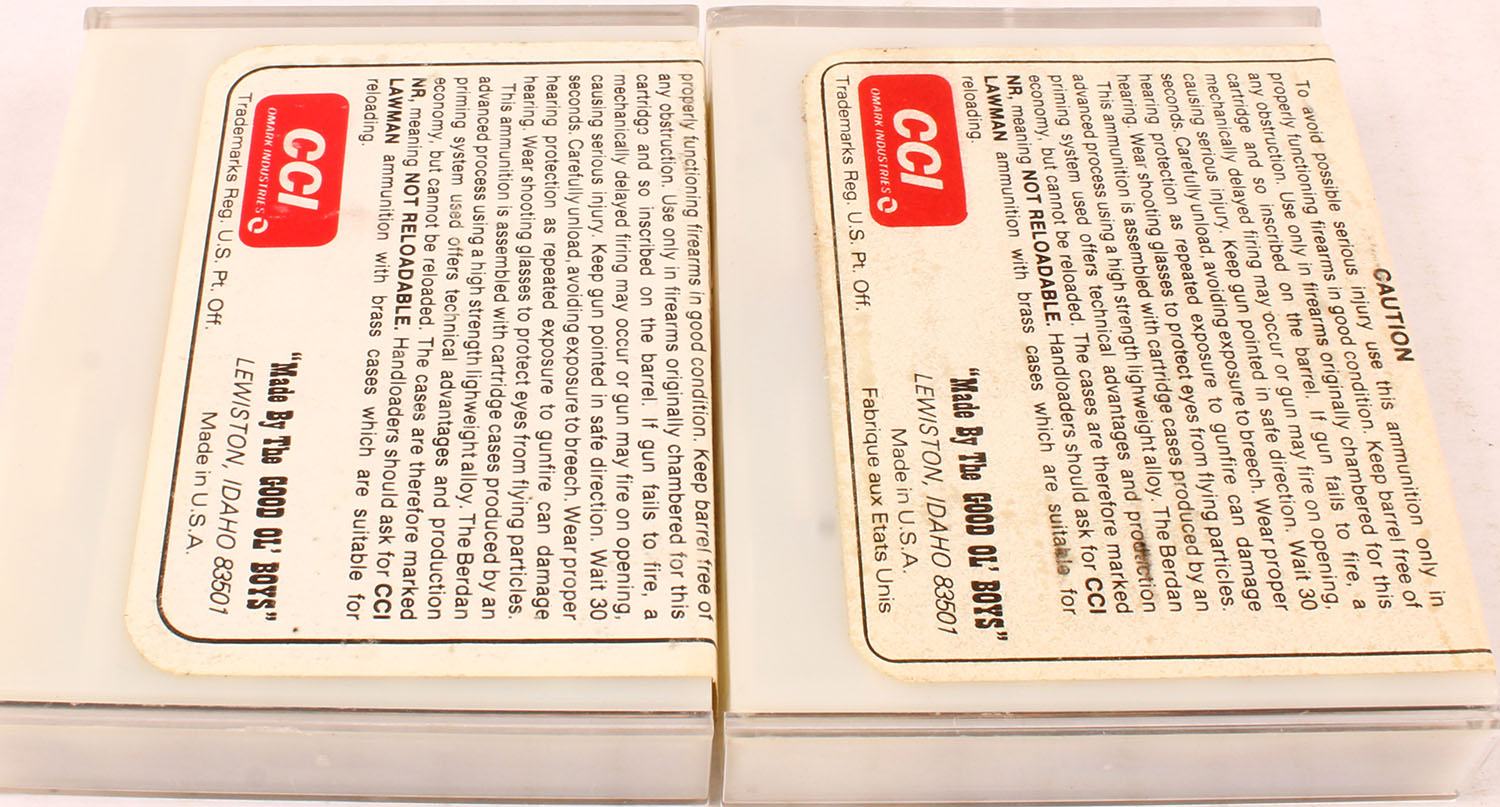 CAUTION
To avoid possible serious injury use this ammunition only in
properly functioning firearms in good condition. Keep barrel free of
any obstruction. Use only in firearms originally chambered for this
cartridge and so inscribed on the barrel. If gun fails to fire, a
mechanically delayed firing may occur or gun may fire on opening,
causing serious injury. Keep gun pointed in safe direction. Wait 30
seconds. Carefully unload, avoiding exposure to breech. Wear proper
hearing protection as repeated exposure to gunfire can damage
hearing. Wear shooting glasses to protect eyes from flying particles.
This ammunition is assembled with cartridge cases produced by an
advanced process using a high strength lighweight alloy. The Berdan
priming system used offers technical advantages and production
economy, but cannot be reloaded. The cases are therefore marked
NR, meaning NOT RELOADABLE. Handloaders should ask for CCI
LAWMAN ammunition with brass cases which are suitable for
reloading.
CCI
OMARK INDUSTRIES
Trademarks Reg. U.S. Pt. Off.
"Made By The GOOD OL' BOYS"
LEWISTON, IDAHO 83501
Made in U.S.A.
Fabrique aux Etats Unis
properly functioning firearms in good condition. Keep barrel free of
any obstruction. Use only in firearms originally chambered for this
cartridge and so inscribed on the barrel. If gun fails to fire, a
mechanically delayed firing may occur or gun may fire on opening,
causing serious injury. Keep gun pointed in safe direction. Wait 30
seconds. Carefully unload, avoiding exposure to breech. Wear proper
hearing protection as repeated exposure to gunfire can damage
hearing. Wear shooting glasses to protect eyes from flying particles.
This ammunition is assembled with cartridge cases produced by an
advanced process using a high strength lighweight alloy. The Berdan
priming system used offers technical advantages and production
economy, but cannot be reloaded. The cases are therefore marked
NR, meaning NOT RELOADABLE. Handloaders should ask for CCI
LAWMAN ammunition with brass cases which are suitable for
reloading.
CCI
OMARK INDUSTRIES
Trademarks Reg. U.S. Pt. Off.
"Made By The GOOD OL' BOYS"
LEWISTON, IDAHO 83501
Made in U.S.A.